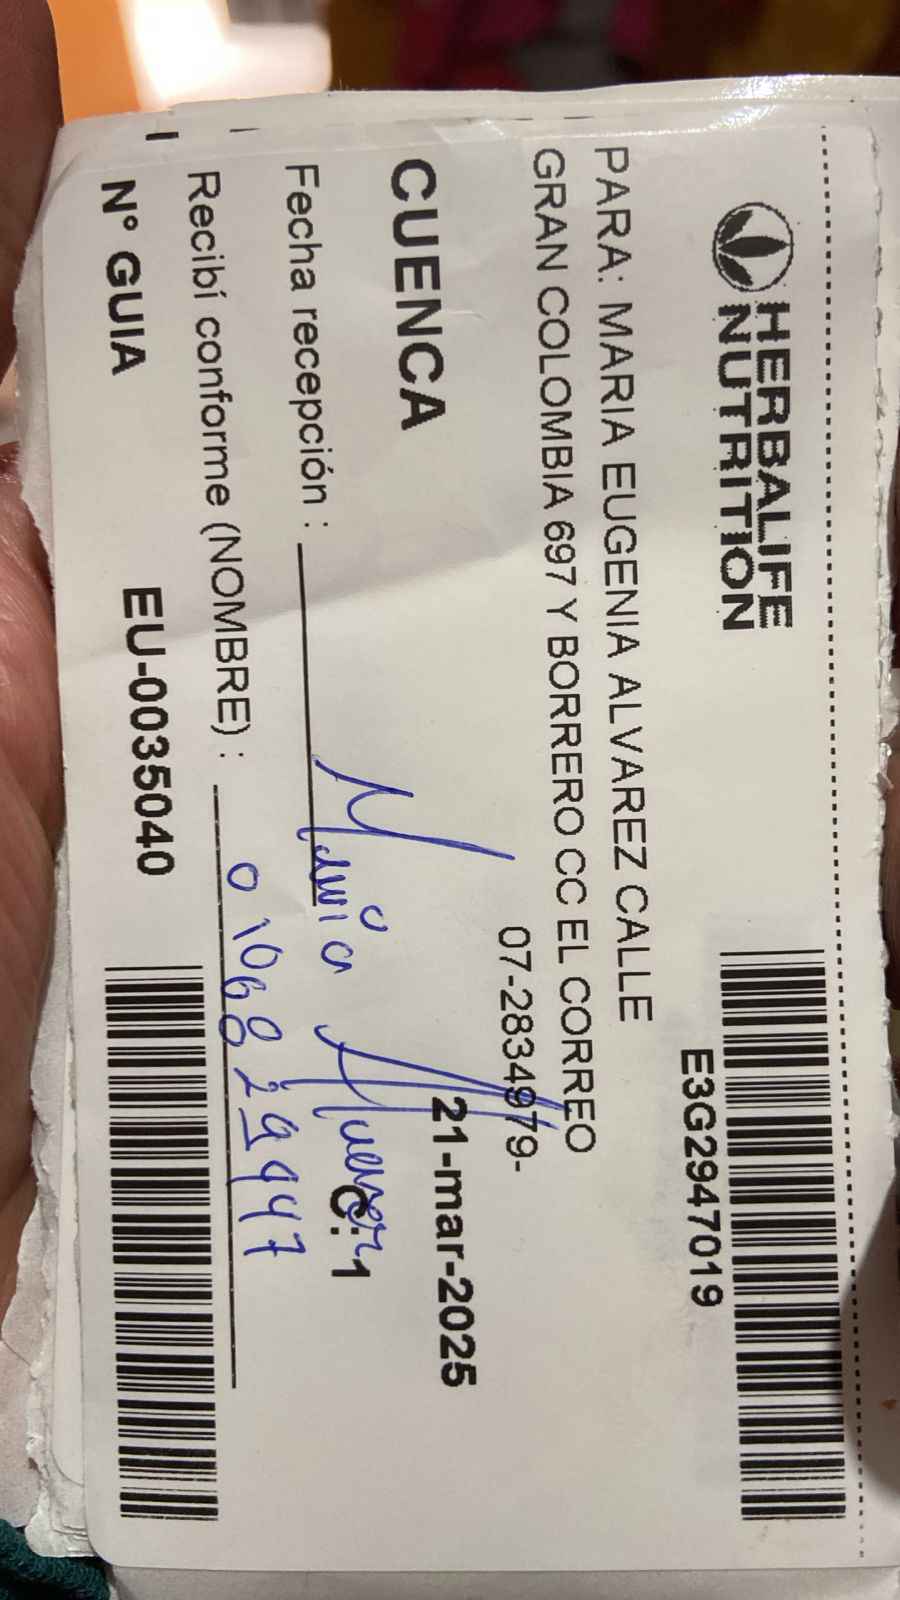 HERBALIFE
NUTRITION
E3G2947019
PARA: MARIA EUGENIA ALVAREZ CALLE
GRAN COLOMBIA 697 Y BORRERO CC EL CORREO
07-2834979-
CUENCA
21-mar-2025
Fecha recepción :
Maria
C: 1
Recibí conforme (NOMBRE) :
N° GUIA
EU-0035040